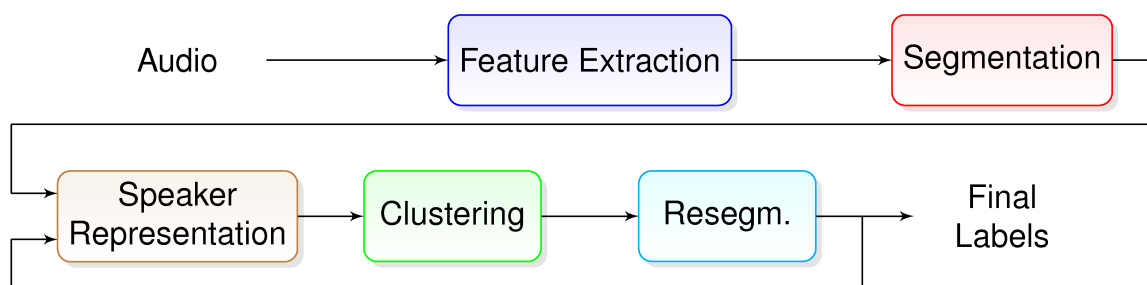 Audio
Feature Extraction
Segmentation
Speaker
Representation
Clustering
Resegm.
Final
Labels